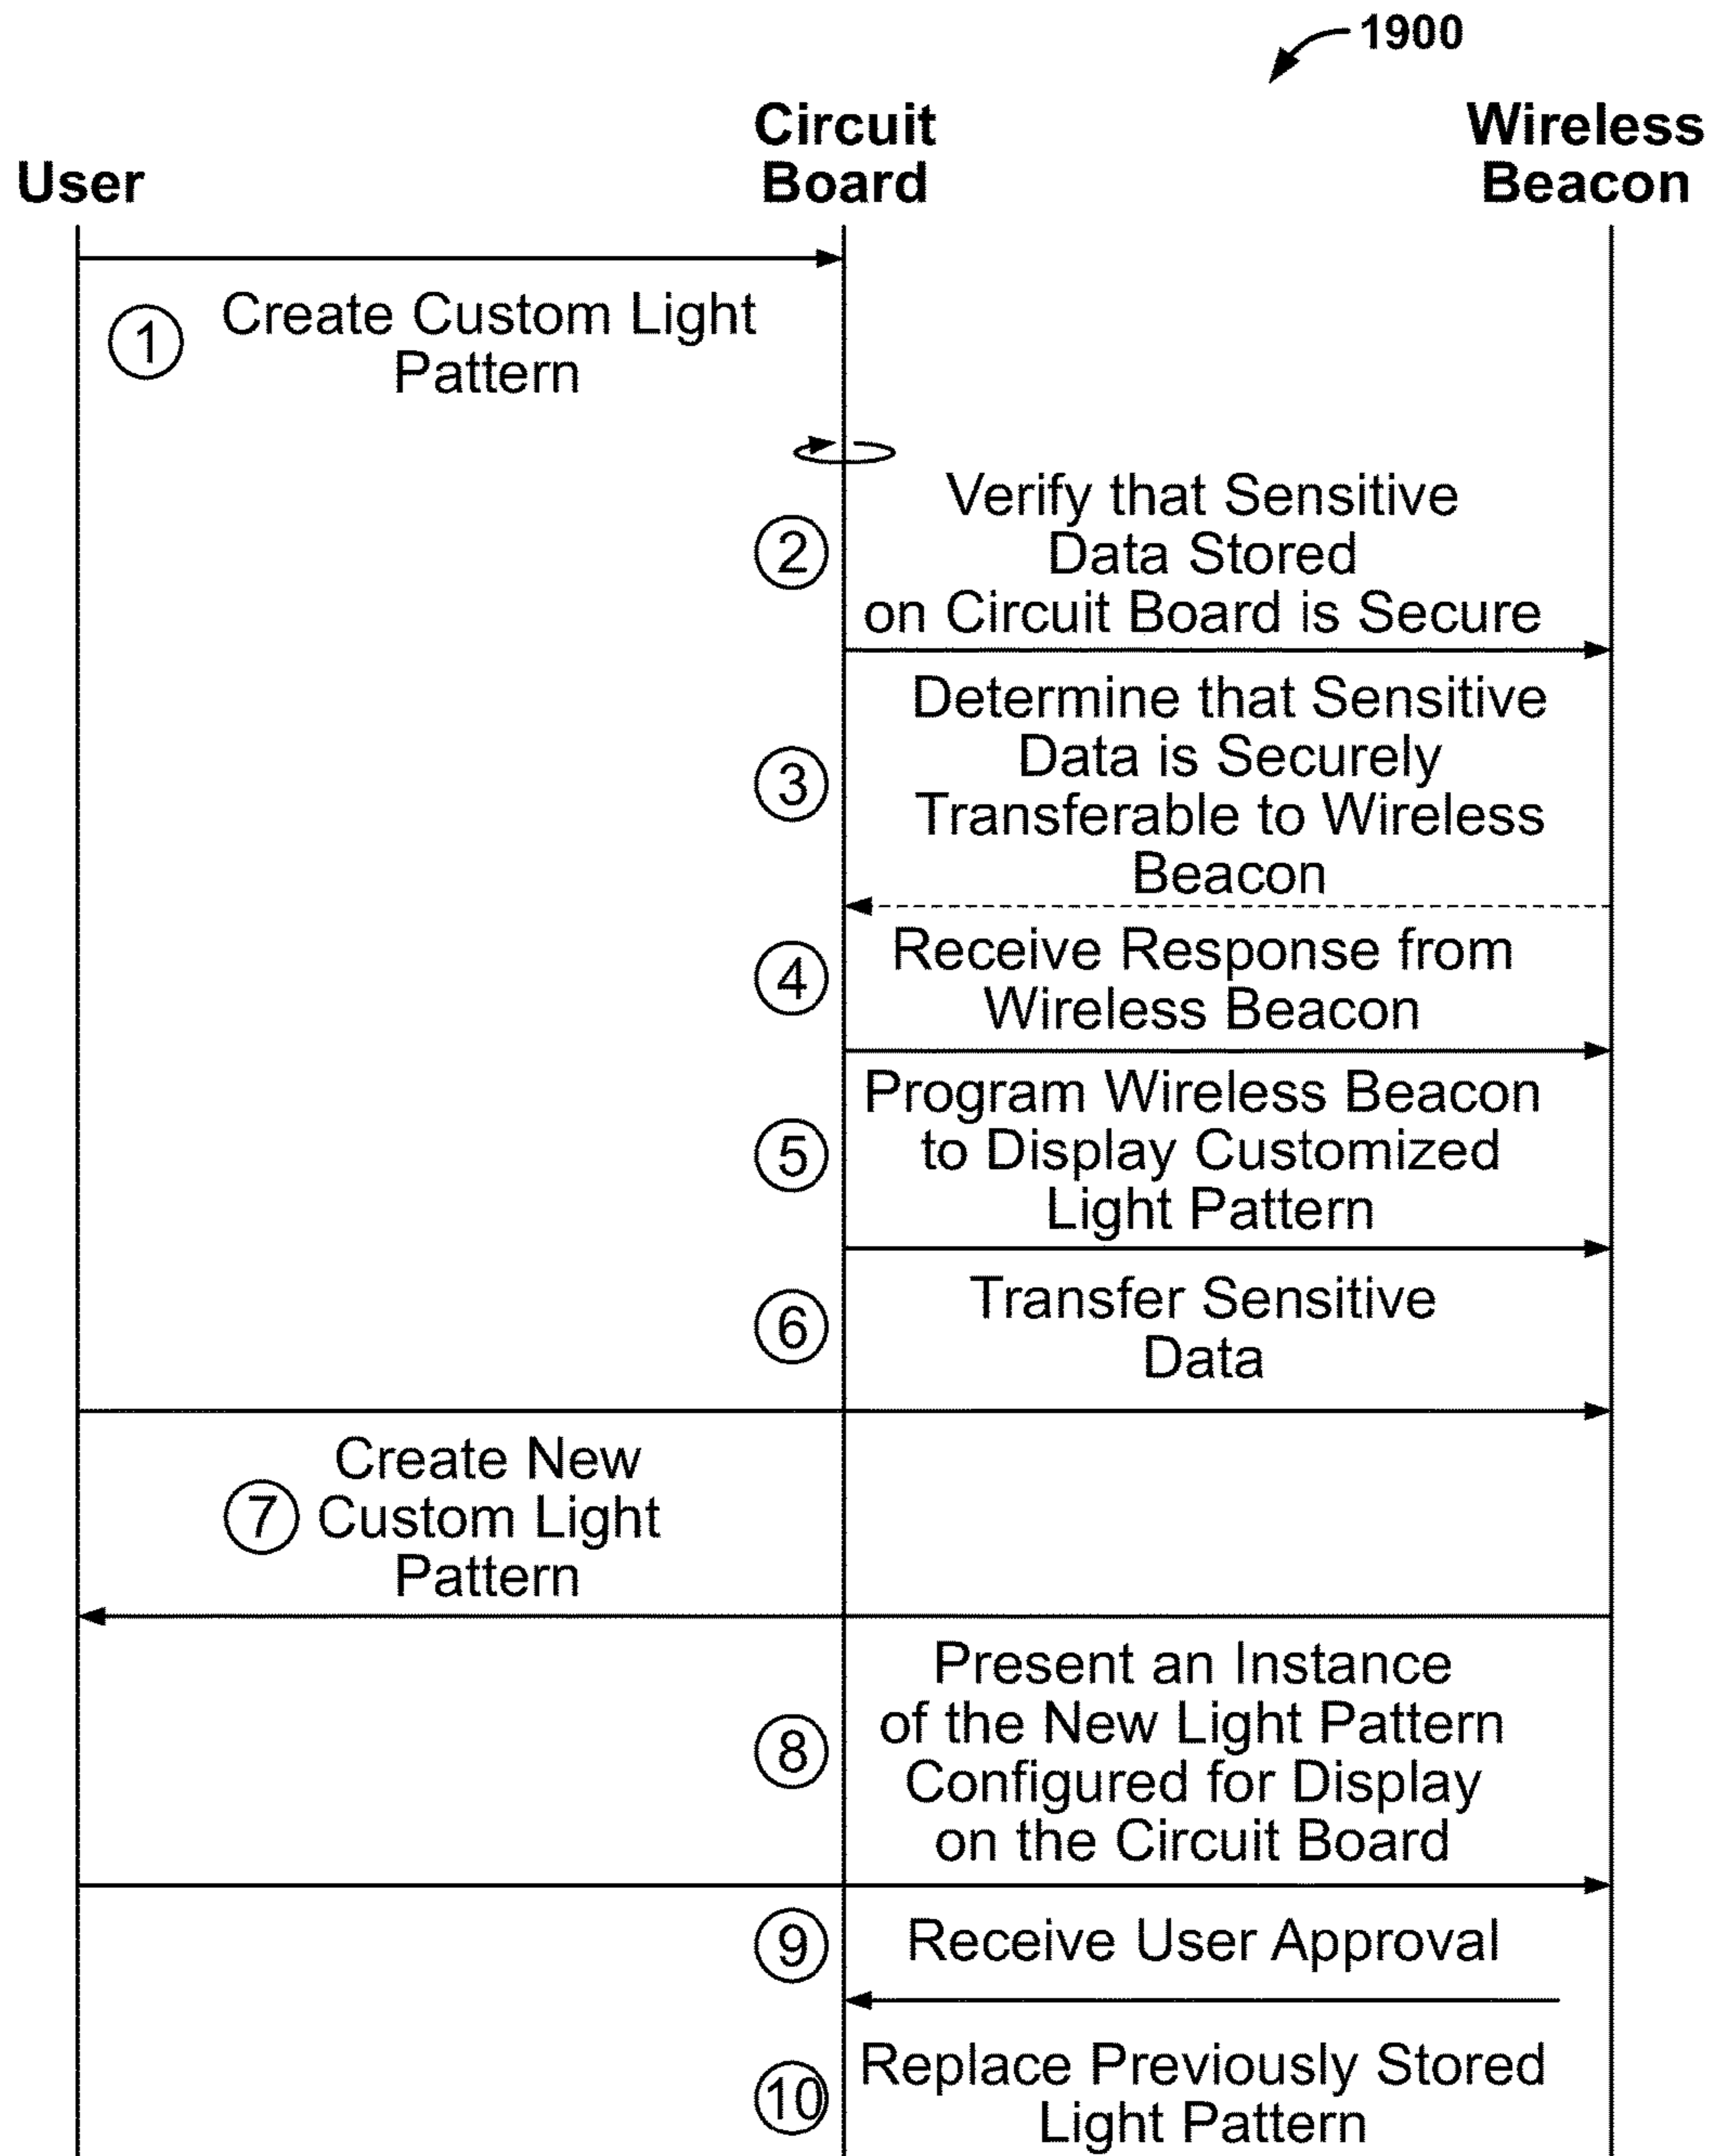 1900
User
Circuit
Board
Wireless
Beacon
1 Create Custom Light
Pattern
2 Verify that Sensitive
Data Stored
on Circuit Board is Secure
3 Determine that Sensitive
Data is Securely
Transferable to Wireless
Beacon
4 Receive Response from
Wireless Beacon
5 Program Wireless Beacon
to Display Customized
Light Pattern
6 Transfer Sensitive
Data
Create New
7 Custom Light
Pattern
8 Present an Instance
of the New Light Pattern
Configured for Display
on the Circuit Board
9 Receive User Approval
10 Replace Previously Stored
Light Pattern